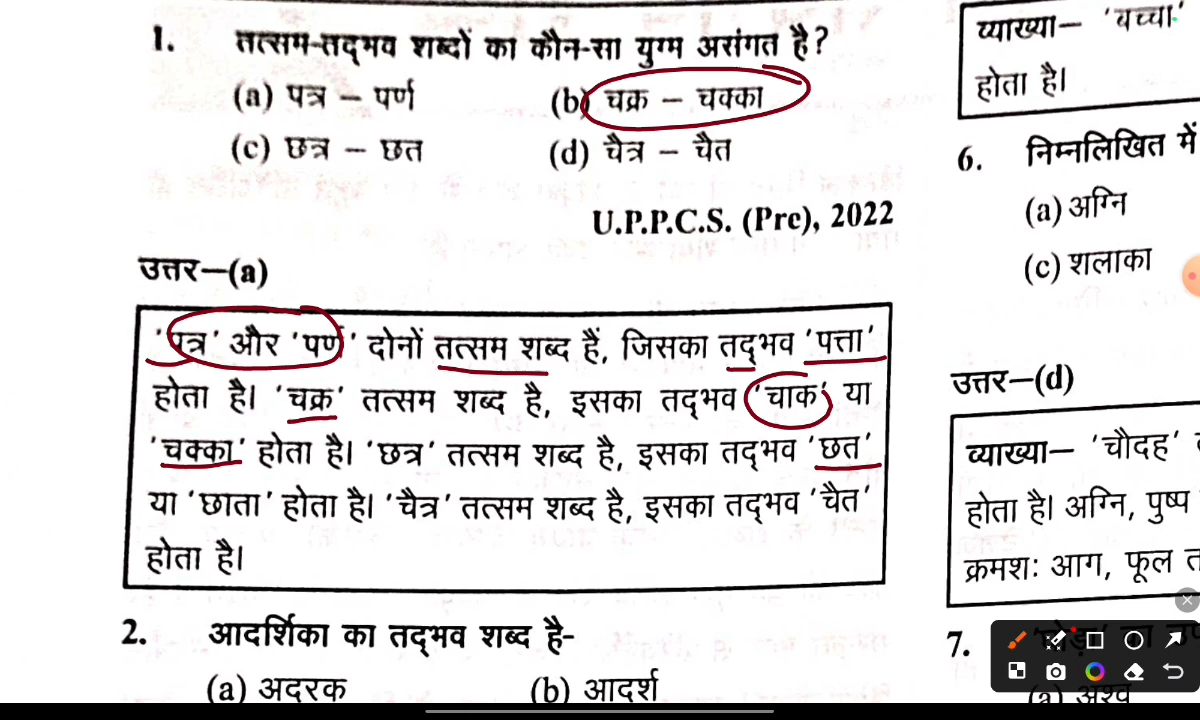 1. तत्सम-तद्भव शब्दों का कौन-सा युग्म असंगत है?
(a) पत्र – पर्ण (b) चक्र – चक्का
(c) छत्र – छत (d) चैत्र – चैत
U.P.P.C.S. (Pre), 2022
उत्तर—(a)
'पत्र' और 'पर्ण' दोनों तत्सम शब्द हैं, जिसका तद्भव 'पत्ता'
होता है। 'चक्र' तत्सम शब्द है, इसका तद्भव 'चाक' या
'चक्का' होता है। 'छत्र' तत्सम शब्द है, इसका तद्भव 'छत'
या 'छाता' होता है। 'चैत्र' तत्सम शब्द है, इसका तद्भव 'चैत'
होता है।
2. आदर्शिका का तद्भव शब्द है-
(a) अदरक (b) आदर्श
व्याख्या— 'बच्चा'
होता है।
6. निम्नलिखित में
(a) अग्नि
(c) शलाका
उत्तर—(d)
व्याख्या— 'चौदह'
होता है। अग्नि, पुष्प
क्रमशः आग, फूल
7.
(a) अश्व